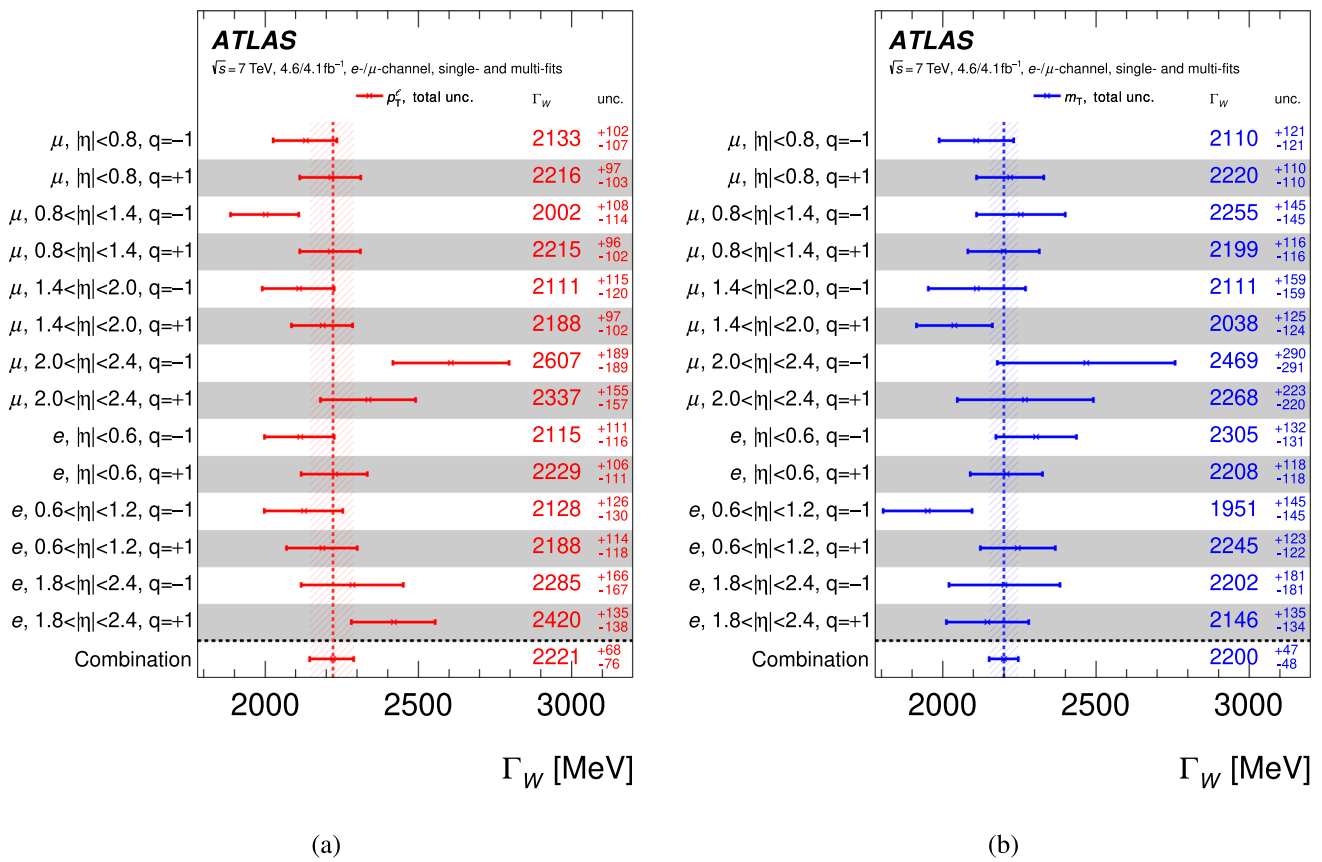 ATLAS
√s = 7 TeV, 4.6/4.1fb⁻¹, e-/μ-channel, single- and multi-fits
p_T^ℓ, total unc. Γ_W unc.
μ, |η|<0.8, q=−1 2133 +102 -107
μ, |η|<0.8, q=+1 2216 +97 -103
μ, 0.8<|η|<1.4, q=−1 2002 +108 -114
μ, 0.8<|η|<1.4, q=+1 2215 +96 -102
μ, 1.4<|η|<2.0, q=−1 2111 +115 -120
μ, 1.4<|η|<2.0, q=+1 2188 +97 -102
μ, 2.0<|η|<2.4, q=−1 2607 +189 -189
μ, 2.0<|η|<2.4, q=+1 2337 +155 -157
e, |η|<0.6, q=−1 2115 +111 -116
e, |η|<0.6, q=+1 2229 +106 -111
e, 0.6<|η|<1.2, q=−1 2128 +126 -130
e, 0.6<|η|<1.2, q=+1 2188 +114 -118
e, 1.8<|η|<2.4, q=−1 2285 +166 -167
e, 1.8<|η|<2.4, q=+1 2420 +135 -138
Combination 2221 +68 -76
2000 2500 3000
Γ_W [MeV]
(a)
ATLAS
√s = 7 TeV, 4.6/4.1fb⁻¹, e-/μ-channel, single- and multi-fits
m_T, total unc. Γ_W unc.
μ, |η|<0.8, q=−1 2110 +121 -121
μ, |η|<0.8, q=+1 2220 +110 -110
μ, 0.8<|η|<1.4, q=−1 2255 +145 -145
μ, 0.8<|η|<1.4, q=+1 2199 +116 -116
μ, 1.4<|η|<2.0, q=−1 2111 +159 -159
μ, 1.4<|η|<2.0, q=+1 2038 +125 -124
μ, 2.0<|η|<2.4, q=−1 2469 +290 -291
μ, 2.0<|η|<2.4, q=+1 2268 +223 -220
e, |η|<0.6, q=−1 2305 +132 -131
e, |η|<0.6, q=+1 2208 +118 -118
e, 0.6<|η|<1.2, q=−1 1951 +145 -145
e, 0.6<|η|<1.2, q=+1 2245 +123 -122
e, 1.8<|η|<2.4, q=−1 2202 +181 -181
e, 1.8<|η|<2.4, q=+1 2146 +135 -134
Combination 2200 +47 -48
2000 2500 3000
Γ_W [MeV]
(b)